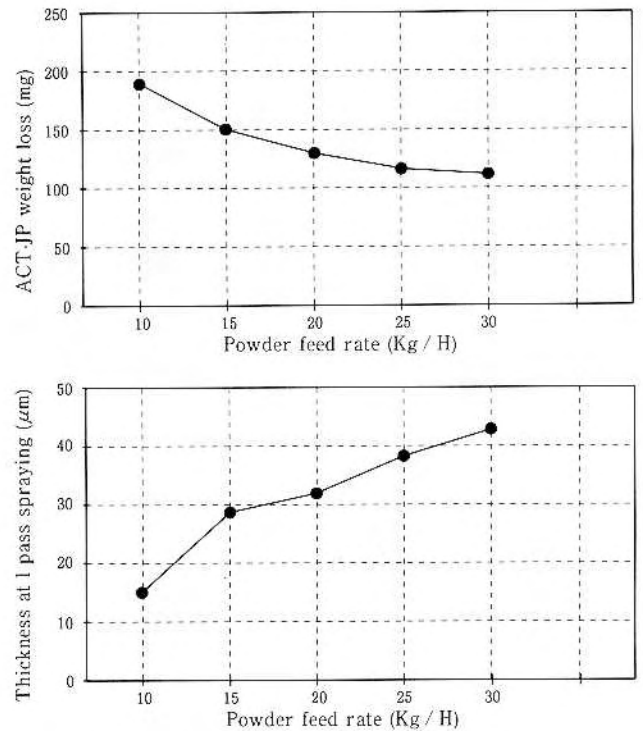 250
200
150
100
50
0
ACT-JP weight loss (mg)
10 15 20 25 30
Powder feed rate (Kg / H)
50
40
30
20
10
0
Thickness at 1 pass spraying (μm)
10 15 20 25 30
Powder feed rate (Kg / H)